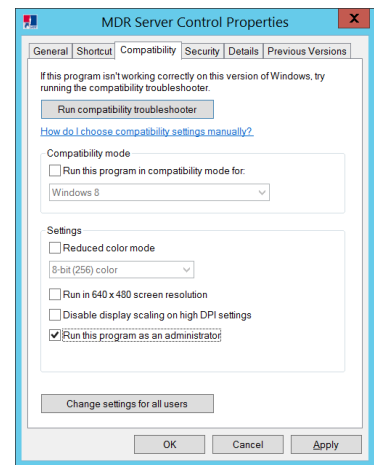 MDR Server Control Properties
X
General Shortcut Compatibility Security Details Previous Versions
If this program isn't working correctly on this version of Windows, try
running the compatibility troubleshooter.
Run compatibility troubleshooter
How do I choose compatibility settings manually?
Compatibility mode
Run this program in compatibility mode for:
Windows 8
Settings
Reduced color mode
8-bit (256) color
Run in 640 x 480 screen resolution
Disable display scaling on high DPI settings
Run this program as an administrator
Change settings for all users
OK Cancel Apply